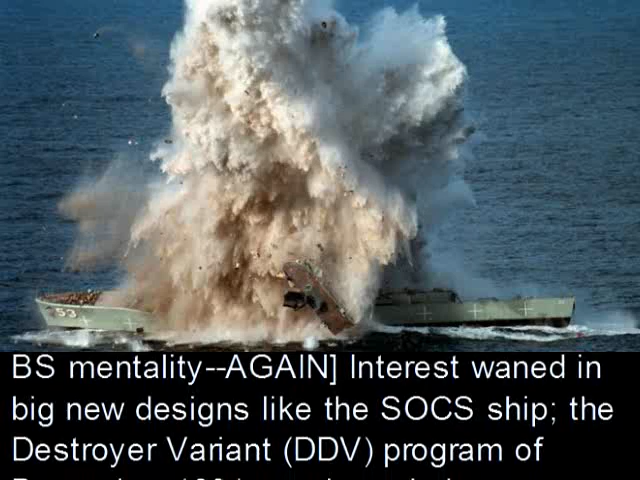 53
BS mentality--AGAIN] Interest waned in
big new designs like the SOCS ship; the
Destroyer Variant (DDV) program of